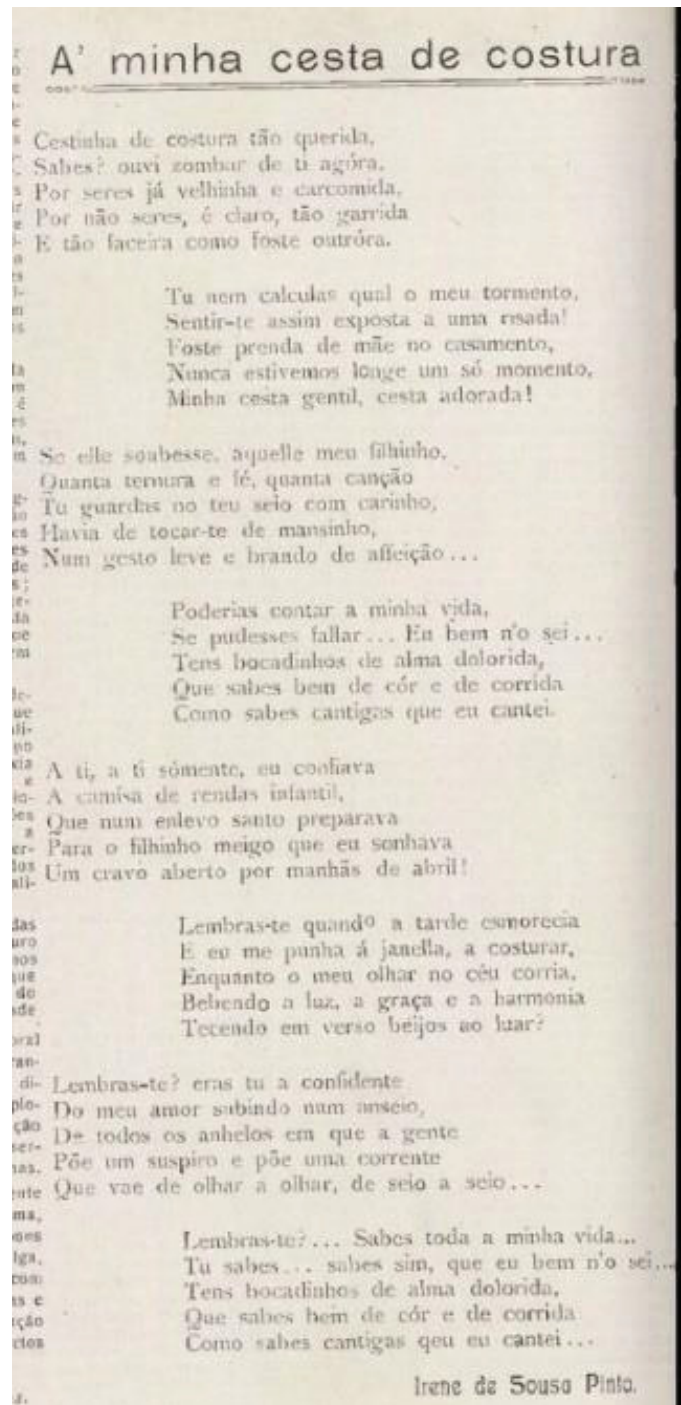 A' minha cesta de costura
Cestinha de costura tão querida,
Sabes? ouvi zombar de ti agóra,
Por seres já velhinha e carcomida,
Por não seres, é claro, tão garrida
E tão faceira como foste outróra.
Tu nem calculas qual o meu tormento,
Sentir-te assim exposta a uma risada!
Foste prenda de mãe no casamento,
Nunca estivemos longe um só momento,
Minha cesta gentil, cesta adorada!
Se elle soubesse, aquelle meu filhinho,
Quanta ternura e fé, quanta canção
Tu guardas no teu seio com carinho,
Havia de tocar-te de mansinho,
Num gesto leve e brando de affeição...
Poderias contar a minha vida,
Se pudesses fallar... Eu bem n'o sei...
Tens bocadinhos de alma dolorida,
Que sabes bem de cór e de corrida
Como sabes cantigas que eu cantei.
A ti, a ti sómente, eu confiava
A camisa de rendas infantil,
Que num enlevo santo preparava
Para o filhinho meigo que eu sonhava
Um cravo aberto por manhãs de abril!
Lembras-te quando a tarde esmorecia
E eu me punha á janella, a costurar,
Enquanto o meu olhar no céu corria,
Bebendo a luz, a graça e a harmonia
Tecendo em verso beijos ao luar?
Lembras-te? eras tu a confidente
Do meu amor subindo num anseio,
De todos os anhelos em que a gente
Põe um suspiro e põe uma corrente
Que vae de olhar a olhar, de seio a seio...
Lembras-te?... Sabes toda a minha vida...
Tu sabes... sabes sim, que eu bem n'o sei...
Tens bocadinhos de alma dolorida,
Que sabes bem de cór e de corrida
Como sabes cantigas qeu eu cantei...
Irene de Sousa Pinto.